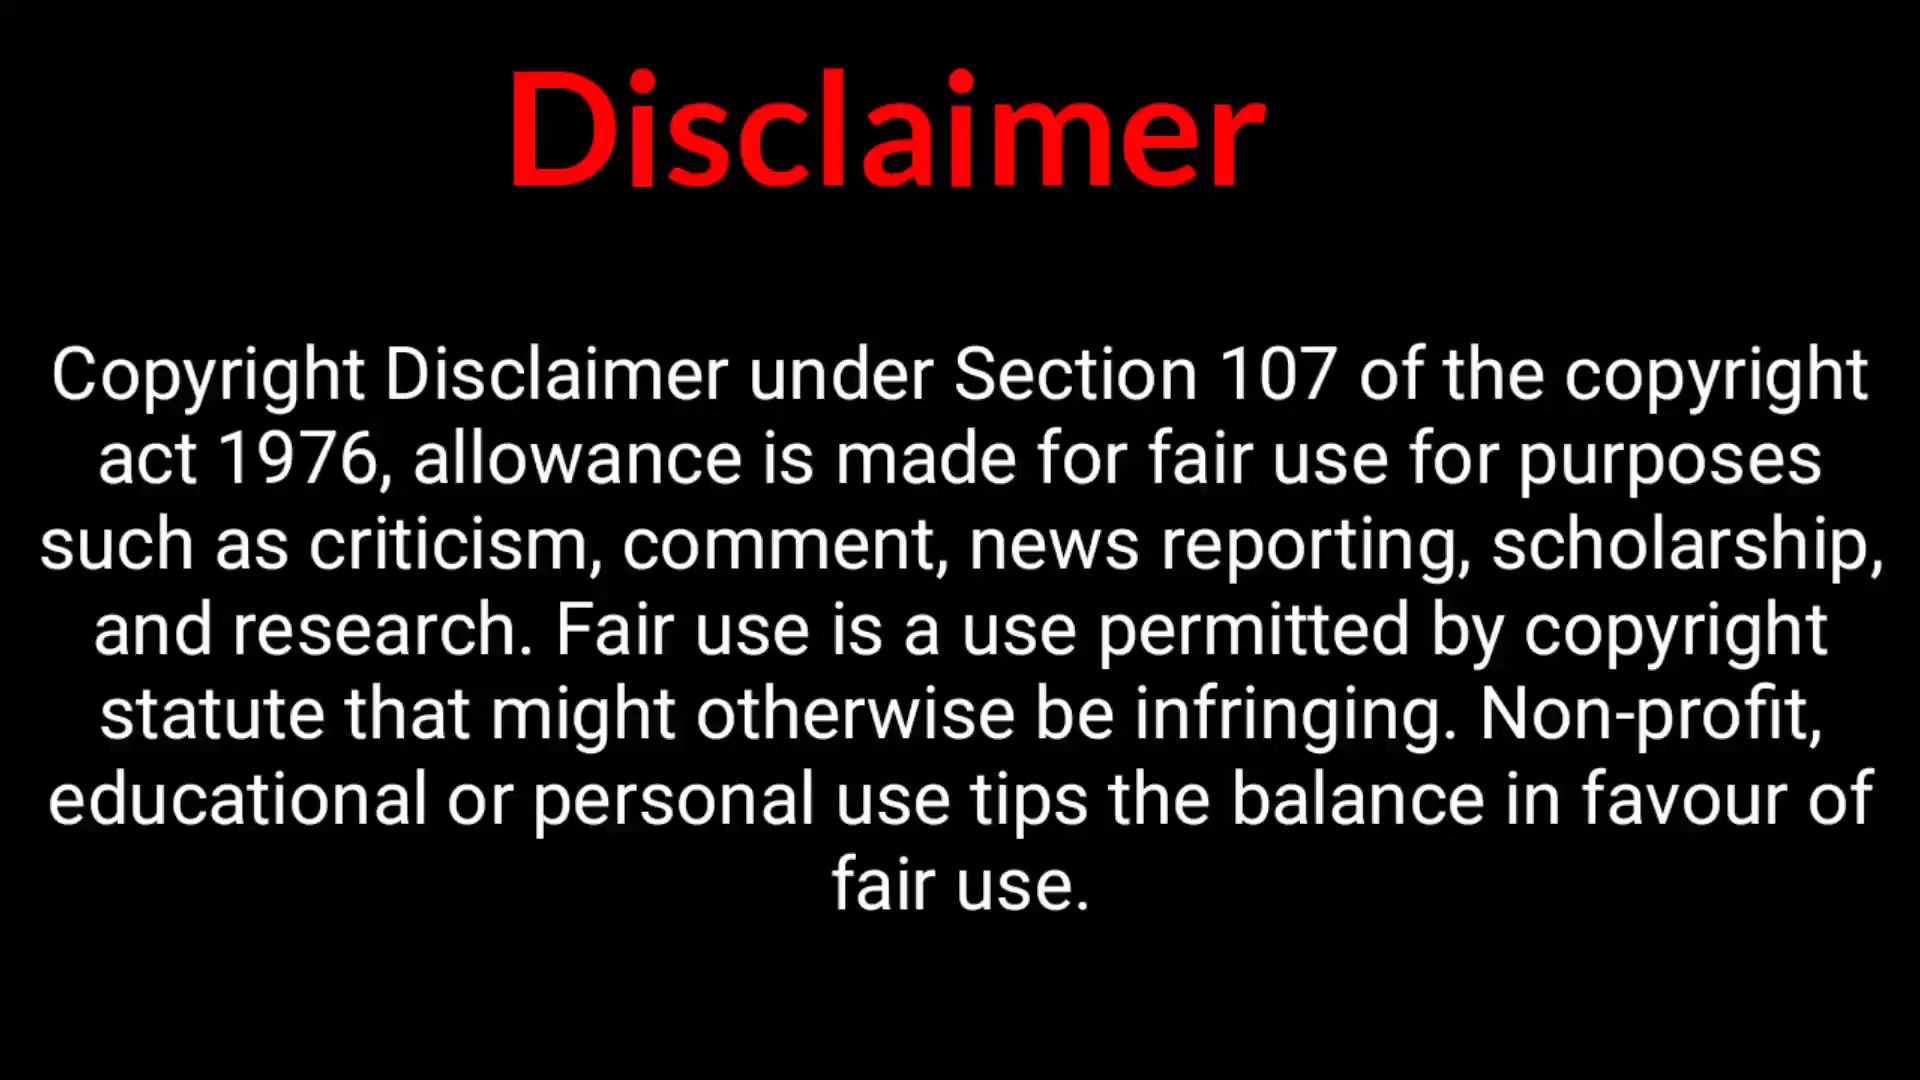 Disclaimer
Copyright Disclaimer under Section 107 of the copyright
act 1976, allowance is made for fair use for purposes
such as criticism, comment, news reporting, scholarship,
and research. Fair use is a use permitted by copyright
statute that might otherwise be infringing. Non-profit,
educational or personal use tips the balance in favour of
fair use.